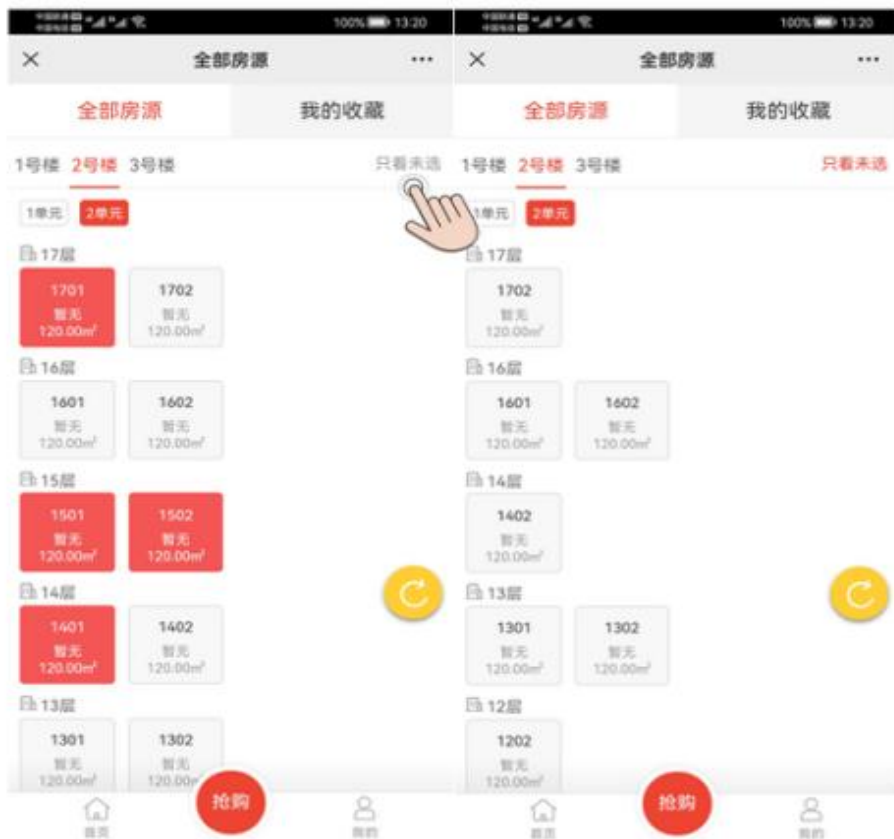 100% 13:20
全部房源
全部房源 我的收藏
1号楼 2号楼 3号楼 只看未选
1单元 2单元
17层
1701 1702
暂无 暂无
120.00㎡ 120.00㎡
16层
1601 1602
暂无 暂无
120.00㎡ 120.00㎡
15层
1501 1502
暂无 暂无
120.00㎡ 120.00㎡
14层
1401 1402
暂无 暂无
120.00㎡ 120.00㎡
13层
1301 1302
暂无 暂无
120.00㎡ 120.00
首页 抢购 我的
100% 13:20
全部房源
全部房源 我的收藏
1号楼 2号楼 3号楼 只看未选
1单元 2单元
17层
1702
暂无
120.00㎡
16层
1601 1602
暂无 暂无
120.00㎡ 120.00㎡
14层
1402
暂无
120.00㎡
13层
1301 1302
暂无 暂无
120.00㎡ 120.00㎡
12层
1202
暂无
120.00㎡
首页 抢购 我的